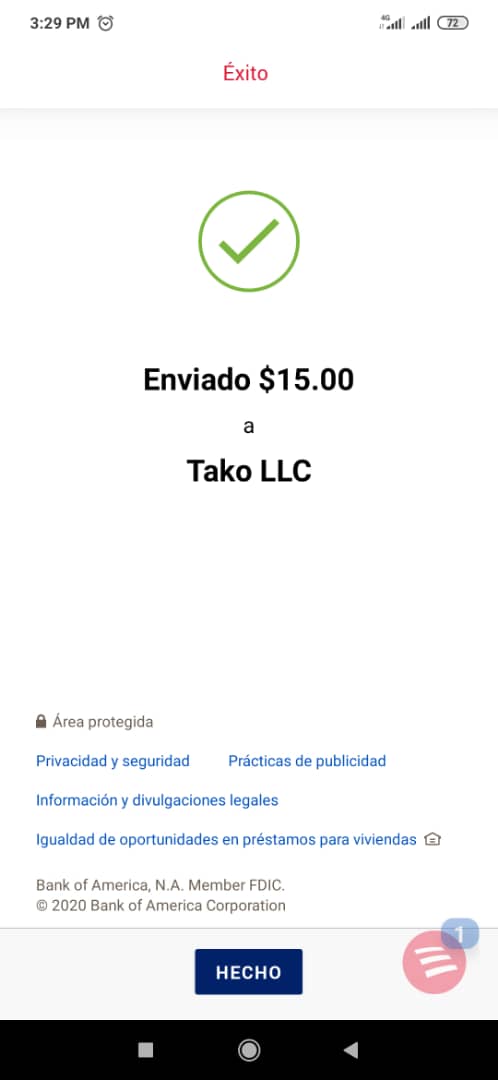 3:29 PM
4G
72
Éxito
Enviado $15.00
a
Tako LLC
Área protegida
Privacidad y seguridad Prácticas de publicidad
Información y divulgaciones legales
Igualdad de oportunidades en préstamos para viviendas
Bank of America, N.A. Member FDIC.
© 2020 Bank of America Corporation
1
HECHO